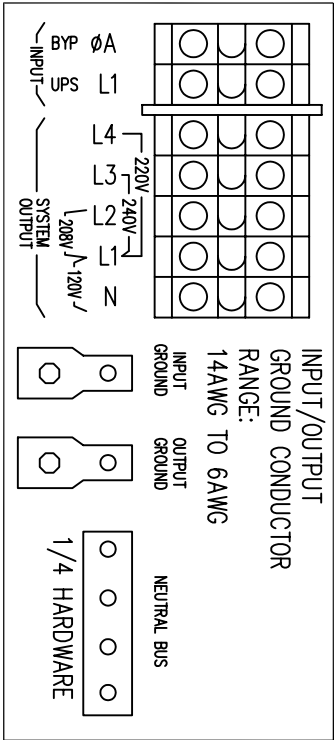 BYP ØA
UPS L1
INPUT
L4
L3
L2
L1
N
220V
240V
208V
120V
SYSTEM
OUTPUT
INPUT/OUTPUT
GROUND CONDUCTOR
RANGE:
14AWG TO 6AWG
INPUT
GROUND
OUTPUT
GROUND
NEUTRAL BUS
1/4 HARDWARE